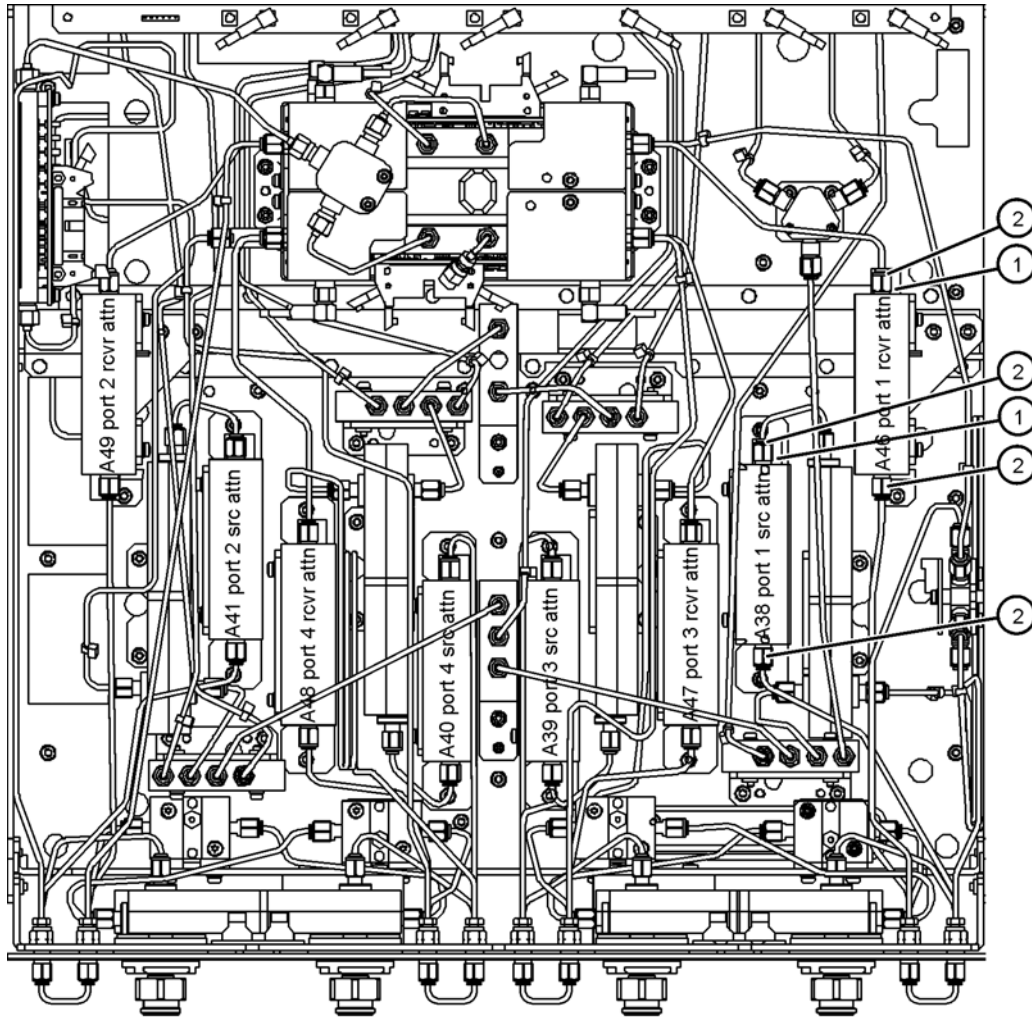 2
1
2
1
2
2
A49 port 2 rcvr attn
A41 port 2 src attn
A48 port 4 rcvr attn
A40 port 4 src attn
A39 port 3 src attn
A47 port 3 rcvr attn
A38 port 1 src attn
A46 port 1 rcvr attn